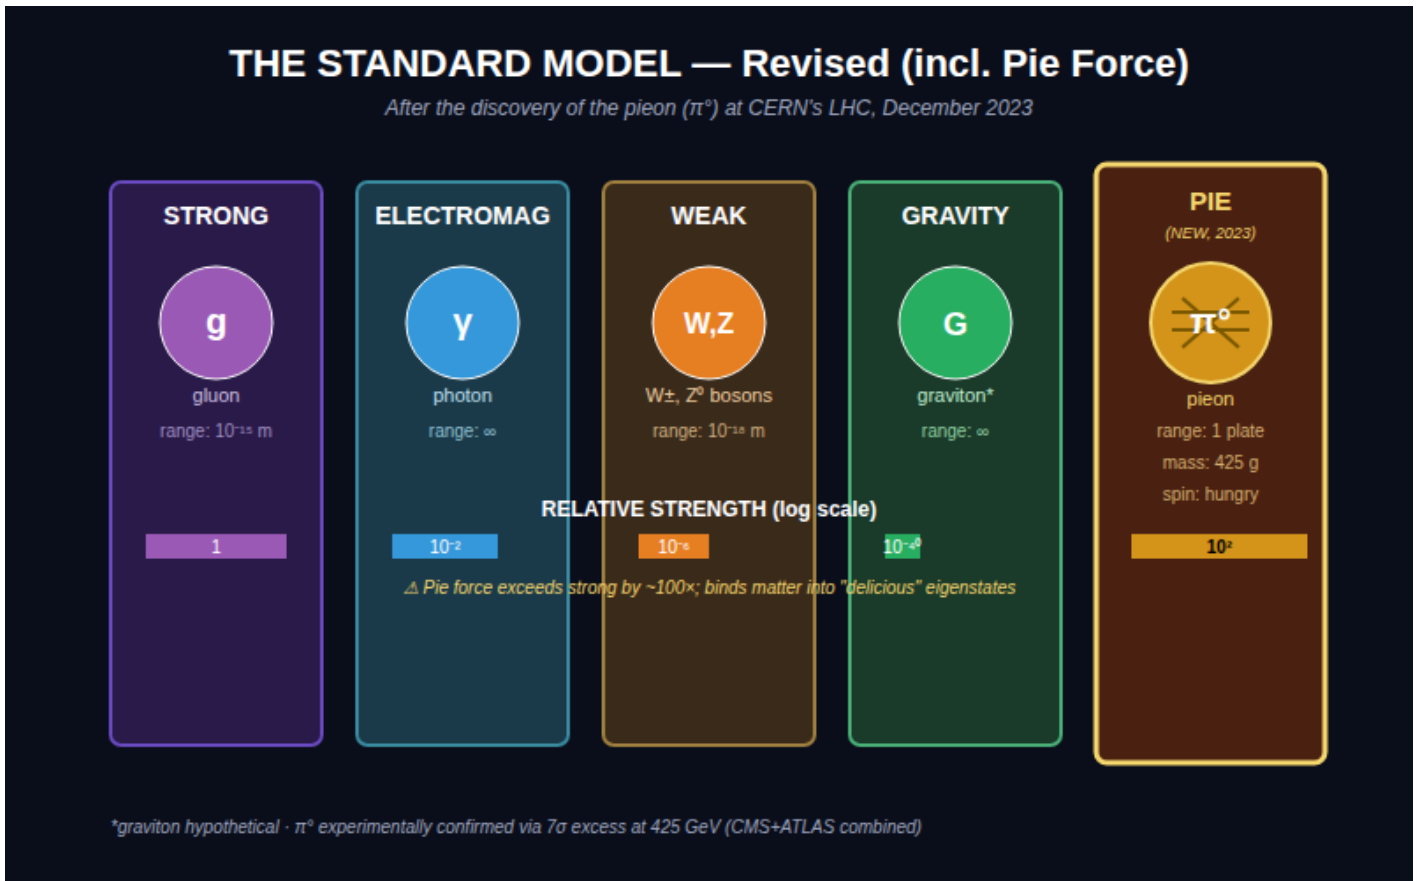 THE STANDARD MODEL — Revised (incl. Pie Force)
After the discovery of the pieon (π°) at CERN's LHC, December 2023
STRONG
g
gluon
range: 10⁻¹⁵ m
ELECTROMAG
γ
photon
range: ∞
WEAK
W,Z
W±, Z⁰ bosons
range: 10⁻¹⁸ m
GRAVITY
G
graviton*
range: ∞
PIE
(NEW, 2023)
π°
pieon
range: 1 plate
mass: 425 g
spin: hungry
RELATIVE STRENGTH (log scale)
1
10⁻²
10⁻⁶
10⁻⁴⁰
10²
⚠ Pie force exceeds strong by ~100×; binds matter into "delicious" eigenstates
*graviton hypothetical · π° experimentally confirmed via 7σ excess at 425 GeV (CMS+ATLAS combined)